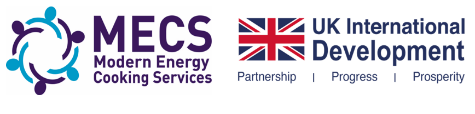 MECS
Modern Energy
Cooking Services
UK International
Development
Partnership | Progress | Prosperity